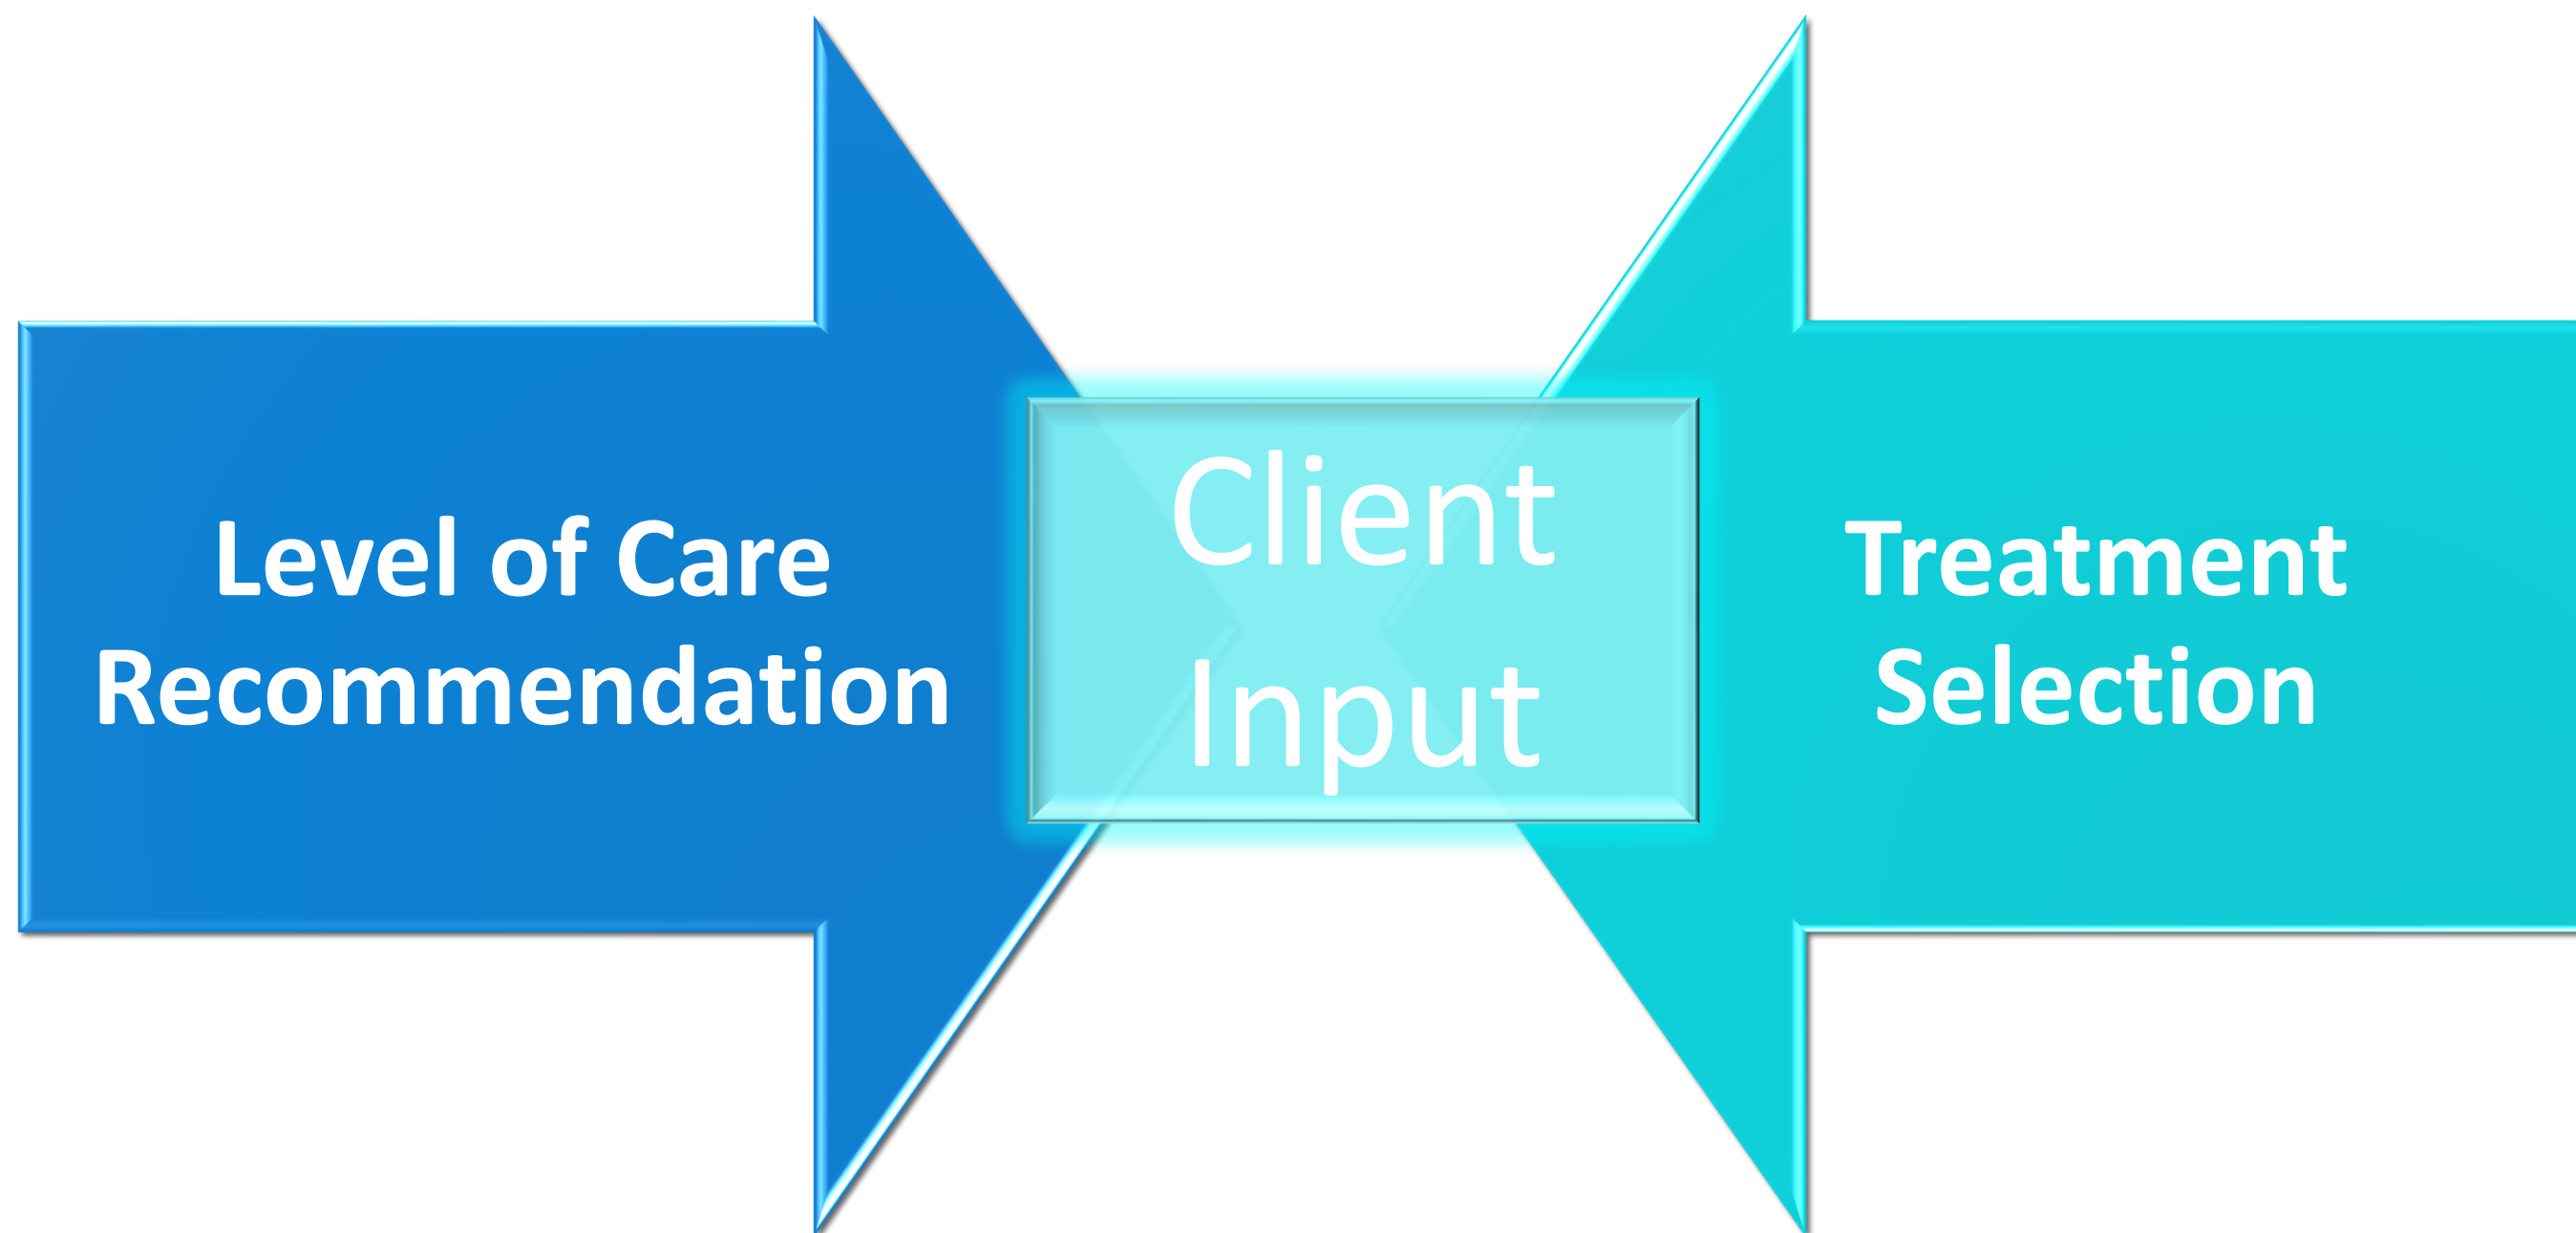 Level of Care
Recommendation
Client
Input
Treatment
Selection